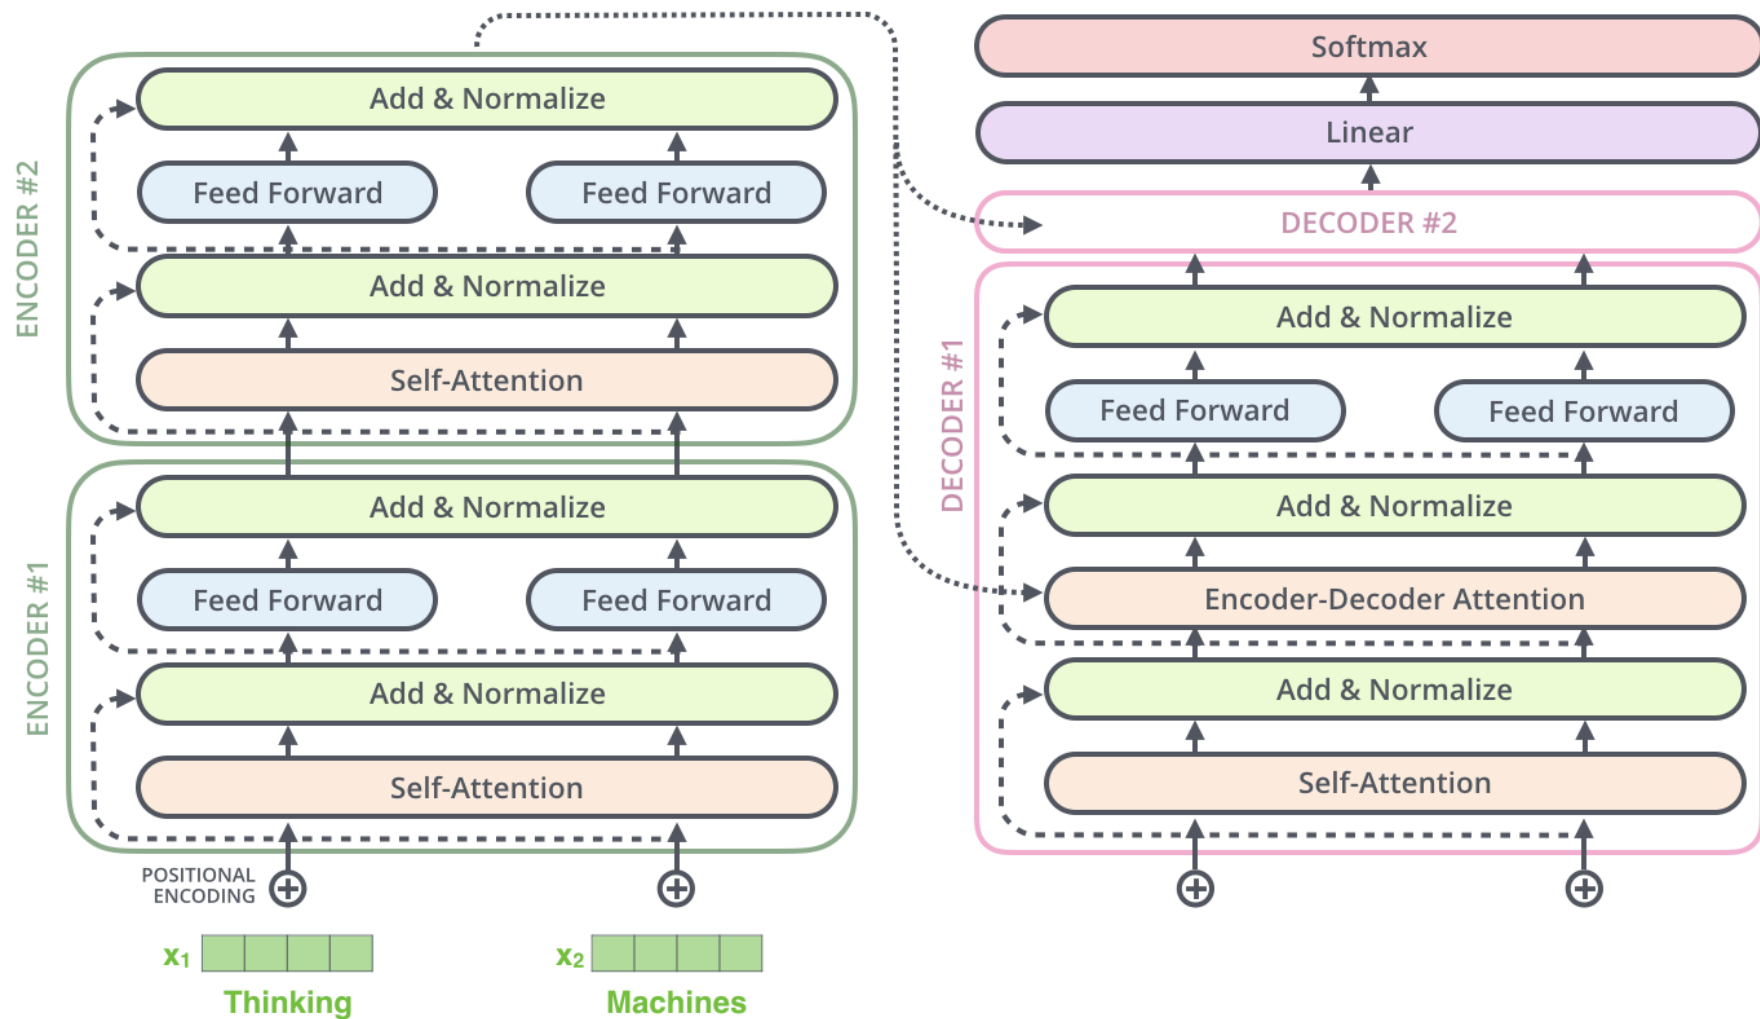 ENCODER #2
Add & Normalize
Feed Forward
Feed Forward
Add & Normalize
Self-Attention
ENCODER #1
Add & Normalize
Feed Forward
Feed Forward
Add & Normalize
Self-Attention
POSITIONAL
ENCODING
x1
x2
Thinking
Machines
Softmax
Linear
DECODER #2
DECODER #1
Add & Normalize
Feed Forward
Feed Forward
Add & Normalize
Encoder-Decoder Attention
Add & Normalize
Self-Attention